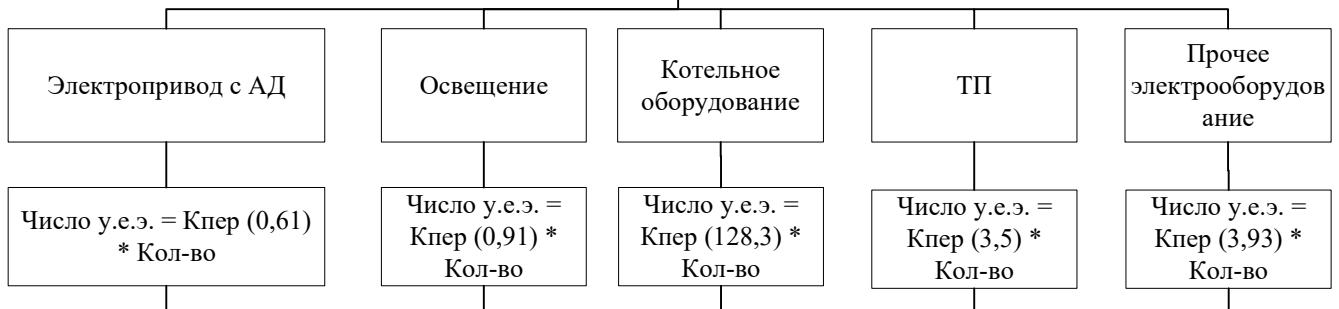 Электропривод с АД
Освещение
Котельное
оборудование
ТП
Прочее
электрооборудов
ание
Число у.е.э. = Кпер (0,61)
* Кол-во
Число у.е.э. =
Кпер (0,91) *
Кол-во
Число у.е.э. =
Кпер (128,3) *
Кол-во
Число у.е.э. =
Кпер (3,5) *
Кол-во
Число у.е.э. =
Кпер (3,93) *
Кол-во